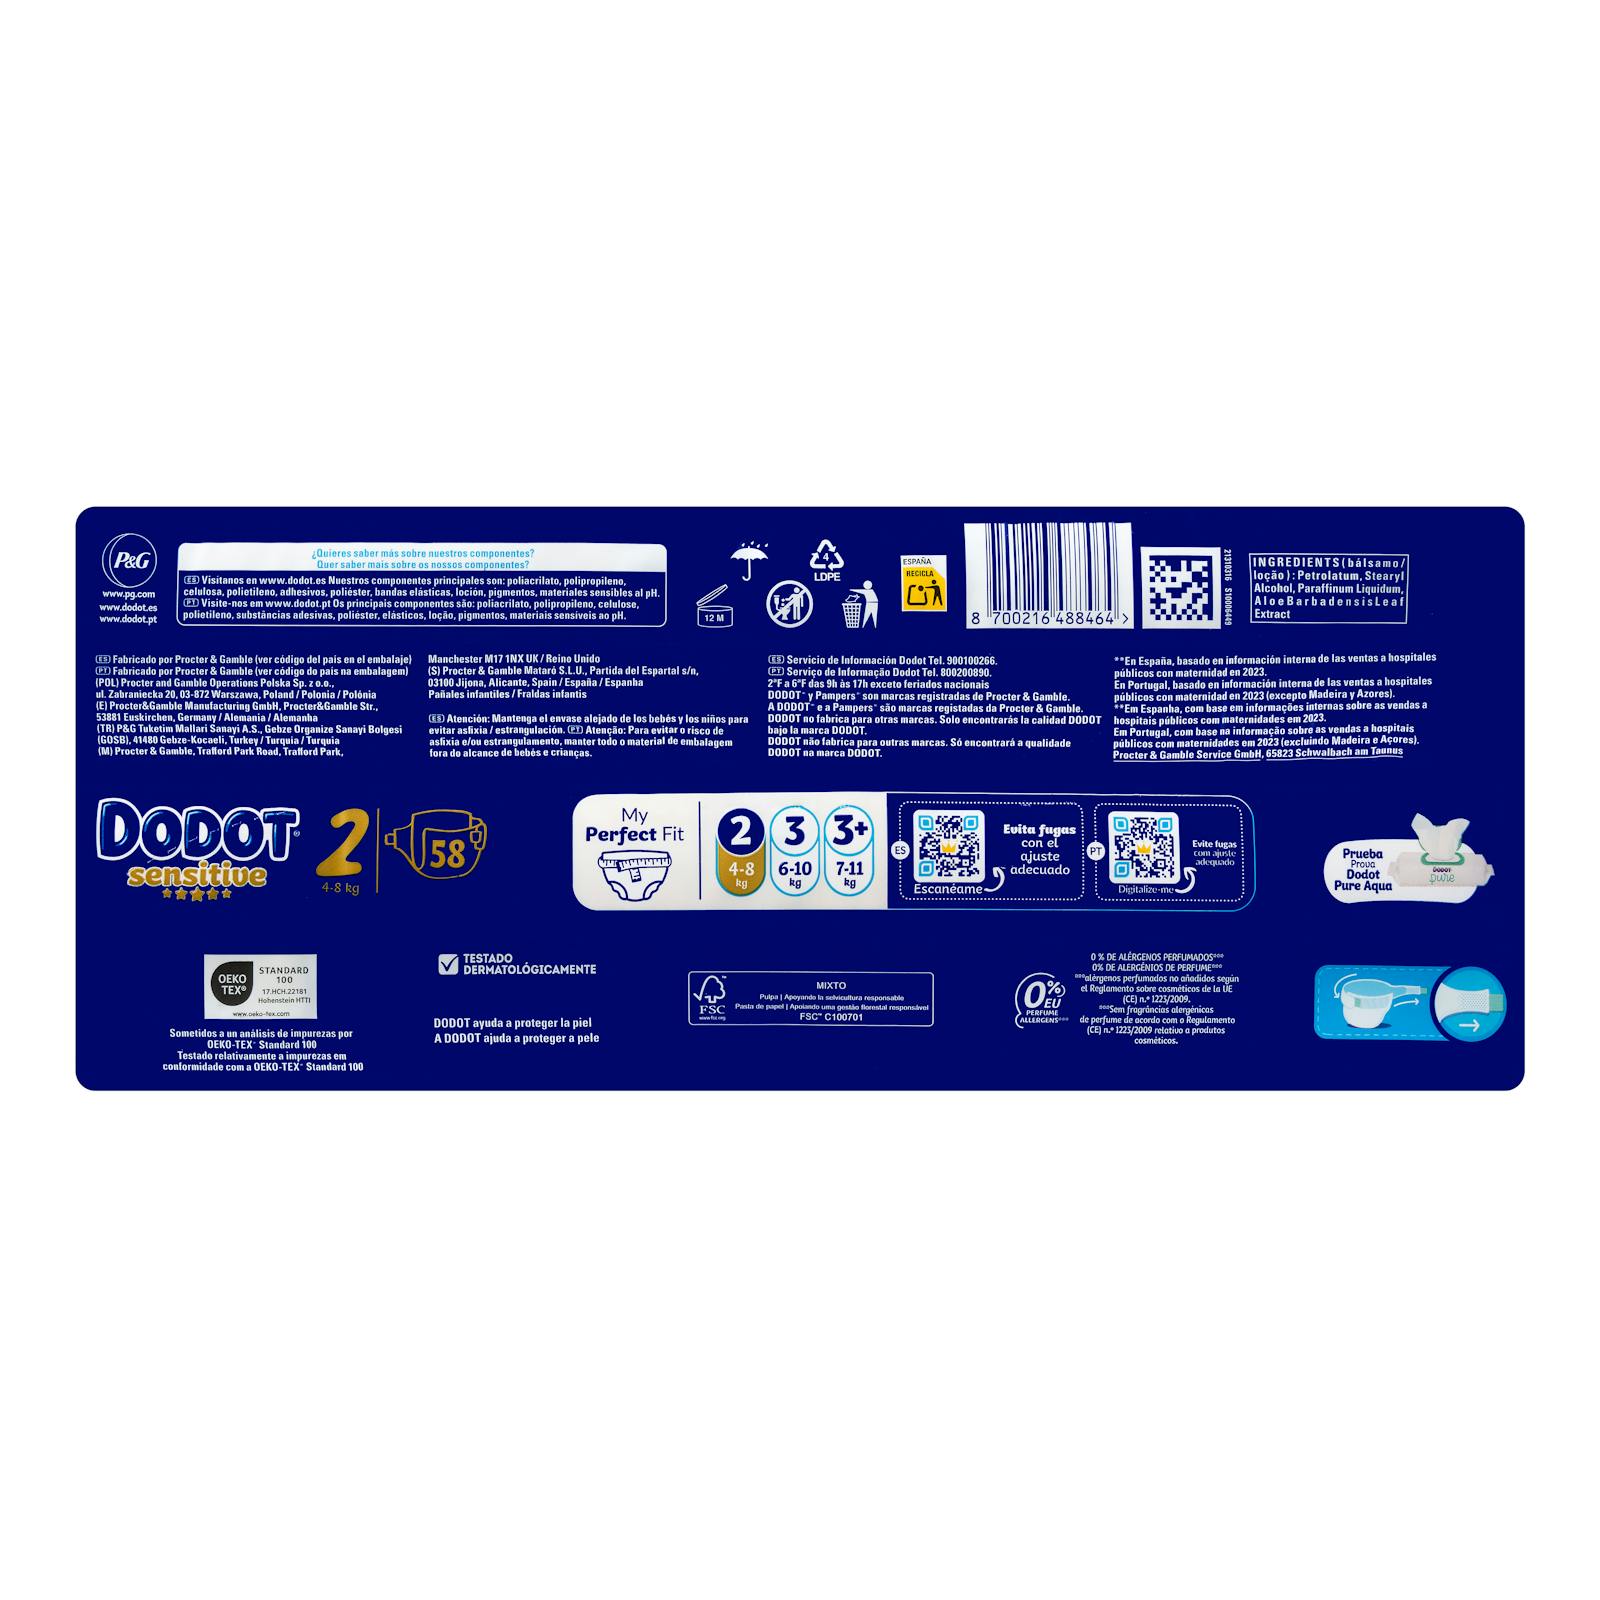 P&G
www.pg.com
www.dodot.es
www.dodot.pt
¿Quieres saber más sobre nuestros componentes?
Quer saber mais sobre os nossos componentes?
ES Visítanos en www.dodot.es Nuestros componentes principales son: poliacrilato, polipropileno,
celulosa, polietileno, adhesivos, poliéster, bandas elásticas, loción, pigmentos, materiales sensibles al pH.
PT Visite-nos em www.dodot.pt Os principais componentes são: poliacrilato, polipropileno, celulose,
polietileno, substâncias adesivas, poliéster, elásticos, loção, pigmentos, materiais sensíveis ao pH.
12 M
4
LDPE
ESPAÑA
RECICLA
8 700216 488464 >
21310316 S10006449
INGREDIENTS (bálsamo/
loção): Petrolatum, Stearyl
Alcohol, Paraffinum Liquidum,
Aloe Barbadensis Leaf
Extract
ES Fabricado por Procter & Gamble (ver código del país en el embalaje)
PT Fabricado por Procter & Gamble (ver código do país na embalagem)
(POL) Procter and Gamble Operations Polska Sp. z o.o.,
ul. Zabraniecka 20, 03-872 Warszawa, Poland / Polonia / Polónia
(E) Procter&Gamble Manufacturing GmbH, Procter&Gamble Str.,
53881 Euskirchen, Germany / Alemania / Alemanha
(TR) P&G Tuketim Mallari Sanayi A.S., Gebze Organize Sanayi Bolgesi
(GOSB), 41480 Gebze-Kocaeli, Turkey / Turquia / Turquia
(M) Procter & Gamble, Trafford Park Road, Trafford Park,
Manchester M17 1NX UK / Reino Unido
(S) Procter & Gamble Mataró S.L.U., Partida del Espartal s/n,
03100 Jijona, Alicante, Spain / España / Espanha
Pañales infantiles / Fraldas infantis
ES Atención: Mantenga el envase alejado de los bebés y los niños para
evitar asfixia / estrangulación. PT Atenção: Para evitar o risco de
asfixia e/ou estrangulamento, manter todo o material de embalagem
fora do alcance de bebés e crianças.
ES Servicio de Información Dodot Tel. 900100266.
PT Serviço de Informação Dodot Tel. 800200890.
2ªF a 6ªF das 9h às 17h exceto feriados nacionais
DODOT™ y Pampers™ son marcas registradas de Procter & Gamble.
A DODOT™ e a Pampers™ são marcas registadas da Procter & Gamble.
DODOT no fabrica para otras marcas. Solo encontrarás la calidad DODOT
bajo la marca DODOT.
DODOT não fabrica para outras marcas. Só encontrará a qualidade
DODOT na marca DODOT.
**En España, basado en información interna de las ventas a hospitales
públicos con maternidad en 2023.
En Portugal, basado en información interna de las ventas a hospitales
públicos con maternidad en 2023 (excepto Madeira y Azores).
**Em Espanha, com base em informações internas sobre as vendas a
hospitais públicos com maternidades em 2023.
Em Portugal, com base na informação sobre as vendas a hospitais
públicos com maternidades em 2023 (excluindo Madeira e Açores).
Procter & Gamble Service GmbH, 65823 Schwalbach am Taunus
DODOT®
sensitive
2
4-8 kg
58
My
Perfect Fit
2
4-8
kg
3
6-10
kg
3+
7-11
kg
ES
Escanéame
Evita fugas
con el
ajuste
adecuado
PT
Digitalize-me
Evite fugas
com ajuste
adequado
Prueba
Prova
Dodot
Pure Aqua
DODOT
pure
OEKO
TEX®
STANDARD
100
17.HCH.22181
Hohenstein HTTI
www.oeko-tex.com
Sometidos a un análisis de impurezas por
OEKO-TEX® Standard 100
Testado relativamente a impurezas em
conformidade com a OEKO-TEX® Standard 100
TESTADO
DERMATOLÓGICAMENTE
DODOT ayuda a proteger la piel
A DODOT ajuda a proteger a pele
FSC
www.fsc.org
MIXTO
Pulpa | Apoyando la selvicultura responsable
Pasta de papel | Apoiando uma gestão florestal responsável
FSC™ C100701
0%
EU
PERFUME
ALLERGENS°°°
0 % DE ALÉRGENOS PERFUMADOS°°°
0% DE ALERGÉNIOS DE PERFUME°°°
°°°alérgenos perfumados no añadidos según
el Reglamento sobre cosméticos de la UE
(CE) n.º 1223/2009.
°°°Sem fragrâncias alergénicas
de perfume de acordo com o Regulamento
(CE) n.º 1223/2009 relativo a produtos
cosméticos.